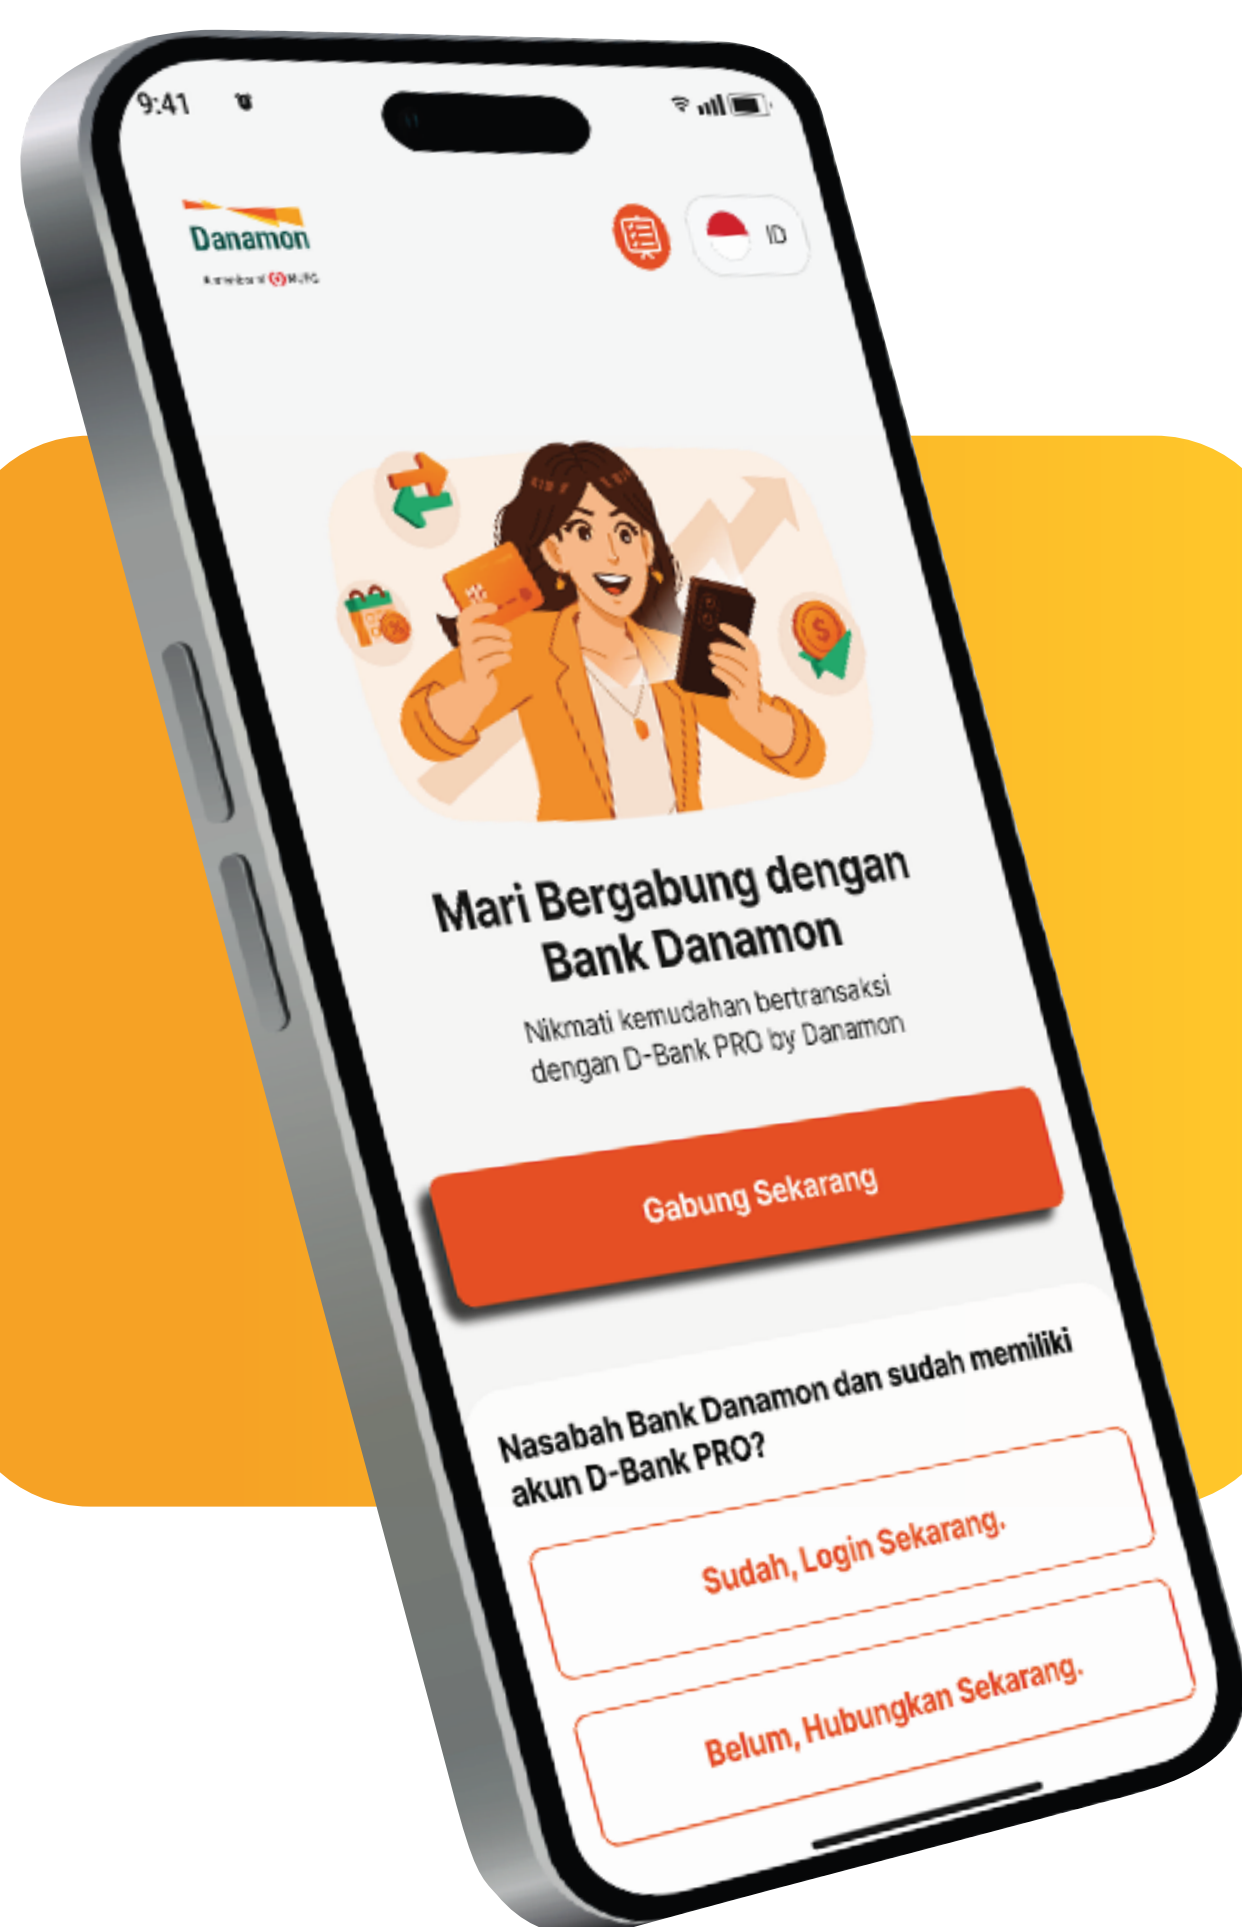 9:41
Danamon
ID
Mari Bergabung dengan
Bank Danamon
Nikmati kemudahan bertransaksi
dengan D-Bank PRO by Danamon
Gabung Sekarang
Nasabah Bank Danamon dan sudah memiliki
akun D-Bank PRO?
Sudah, Login Sekarang.
Belum, Hubungkan Sekarang.